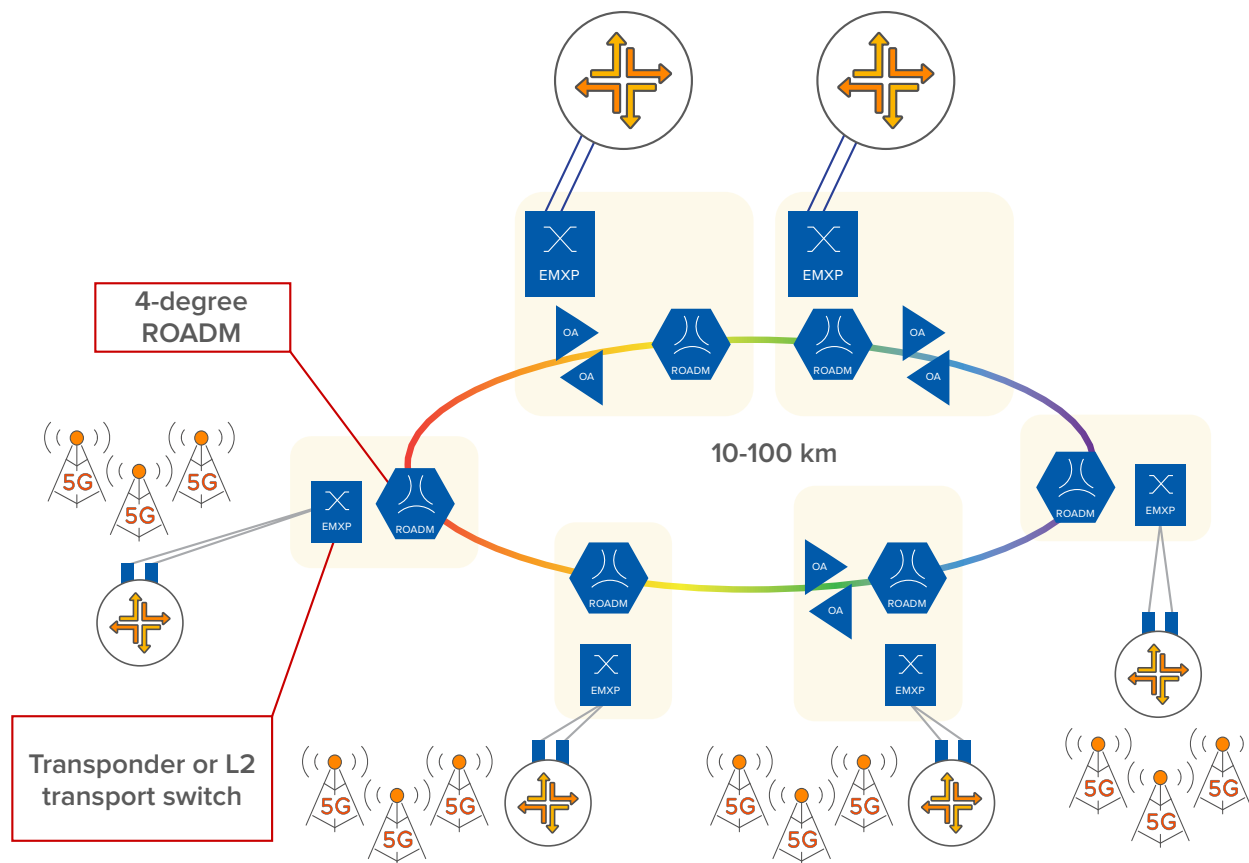 EMXP
EMXP
4-degree
ROADM
OA
OA
OA
OA
ROADM
ROADM
10-100 km
5G
5G
5G
EMXP
ROADM
ROADM
EMXP
OA
OA
ROADM
ROADM
EMXP
EMXP
Transponder or L2
transport switch
5G
5G
5G
5G
5G
5G
5G
5G
5G